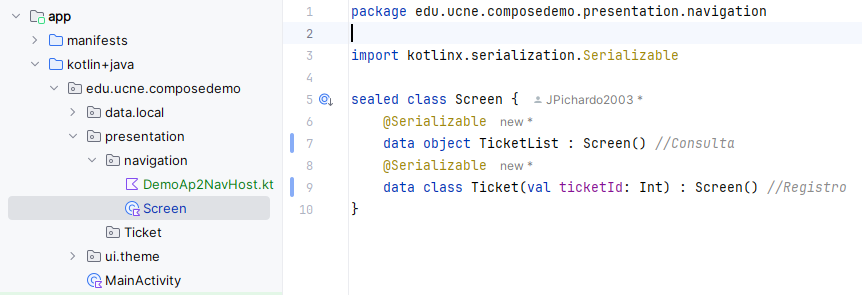 app
manifests
kotlin+java
edu.ucne.composedemo
data.local
presentation
navigation
DemoAp2NavHost.kt
Screen
Ticket
ui.theme
MainActivity
1 package edu.ucne.composedemo.presentation.navigation
2
3 import kotlinx.serialization.Serializable
4
5 sealed class Screen { JPichardo2003 *
6 @Serializable new *
7 data object TicketList : Screen() //Consulta
8 @Serializable new *
9 data class Ticket(val ticketId: Int) : Screen() //Registro
10 }